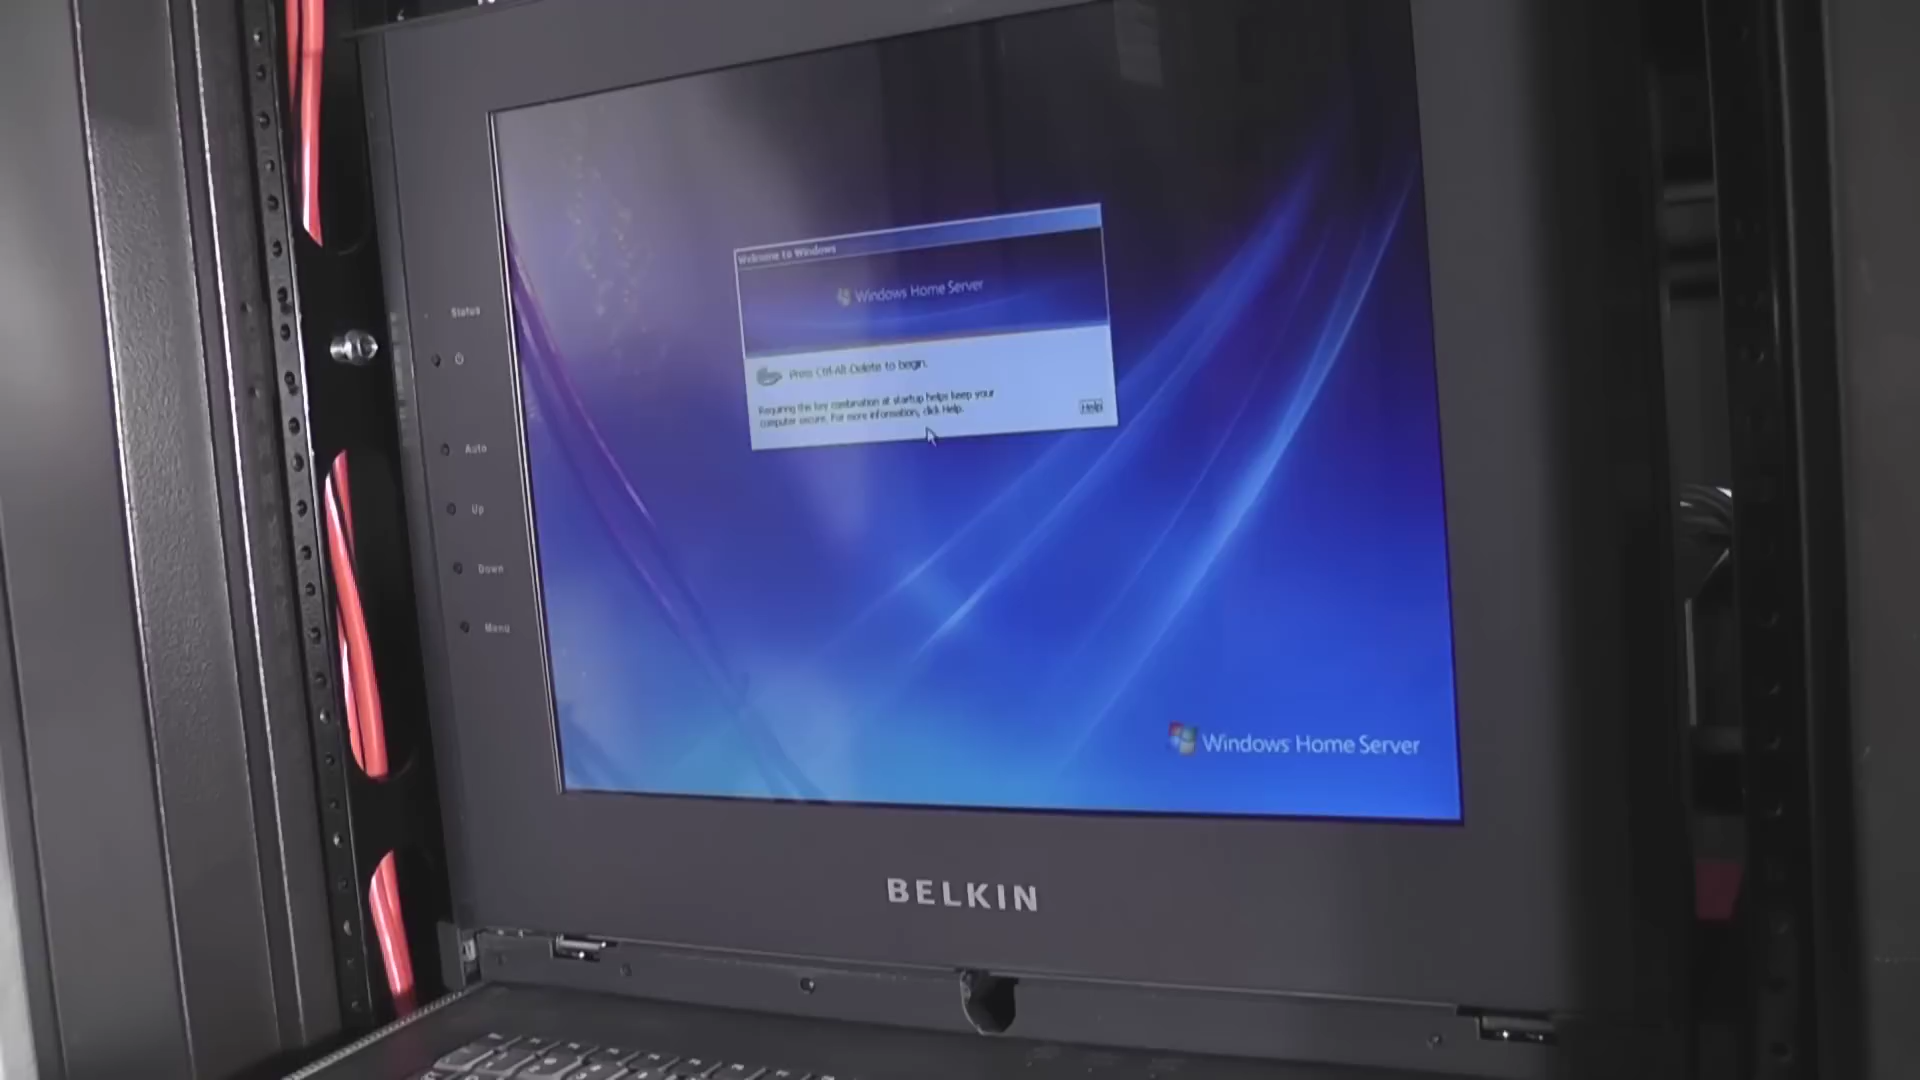 Welcome to Windows
Windows Home Server
Press Ctrl-Alt-Delete to begin.
Requiring this key combination at startup helps keep your
computer secure. For more information, click Help.
Help
Status
Auto
Up
Down
Menu
Windows Home Server
BELKIN